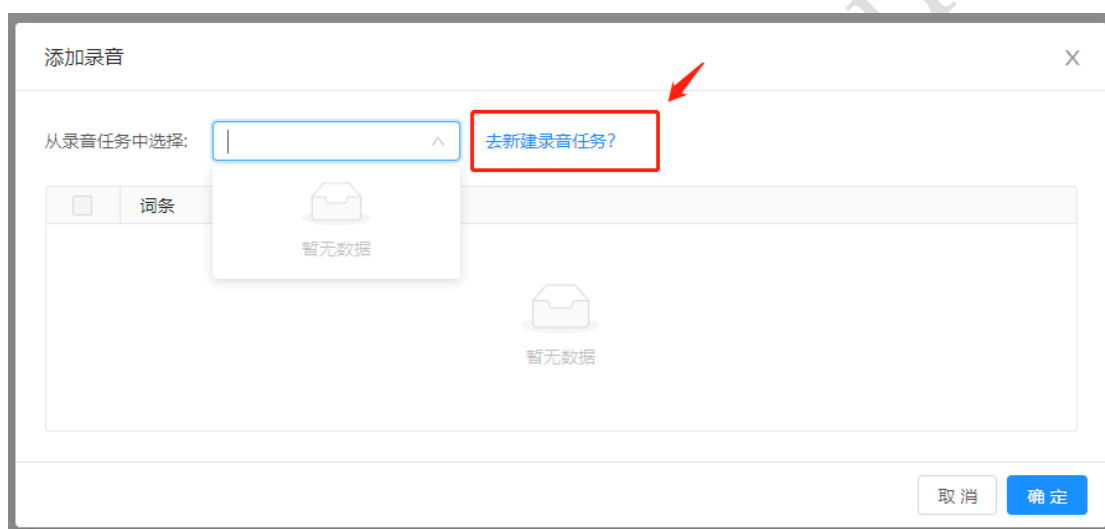 添加录音
从录音任务中选择: 去新建录音任务?
词条
暂无数据
暂无数据
取 消 确 定